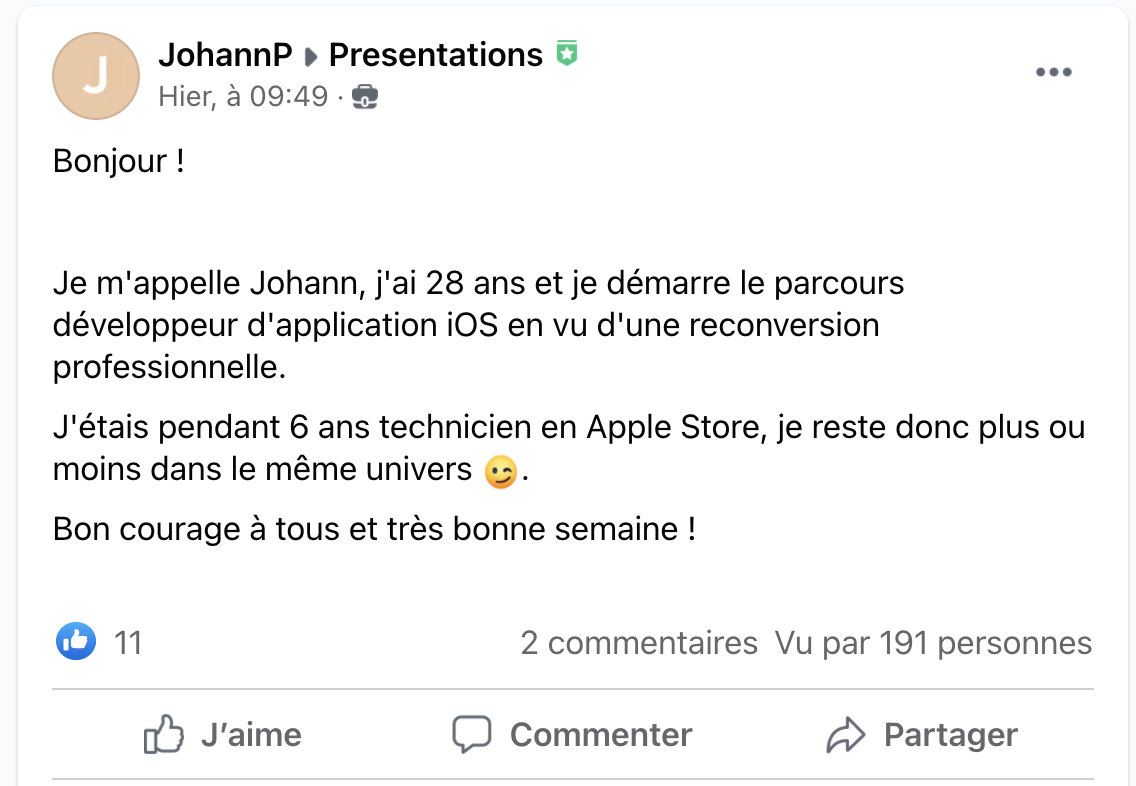 J
JohannP Presentations
Hier, à 09:49 ·
Bonjour !
Je m'appelle Johann, j'ai 28 ans et je démarre le parcours
développeur d'application iOS en vu d'une reconversion
professionnelle.
J'étais pendant 6 ans technicien en Apple Store, je reste donc plus ou
moins dans le même univers 😉.
Bon courage à tous et très bonne semaine !
11 2 commentaires Vu par 191 personnes
J’aime Commenter Partager